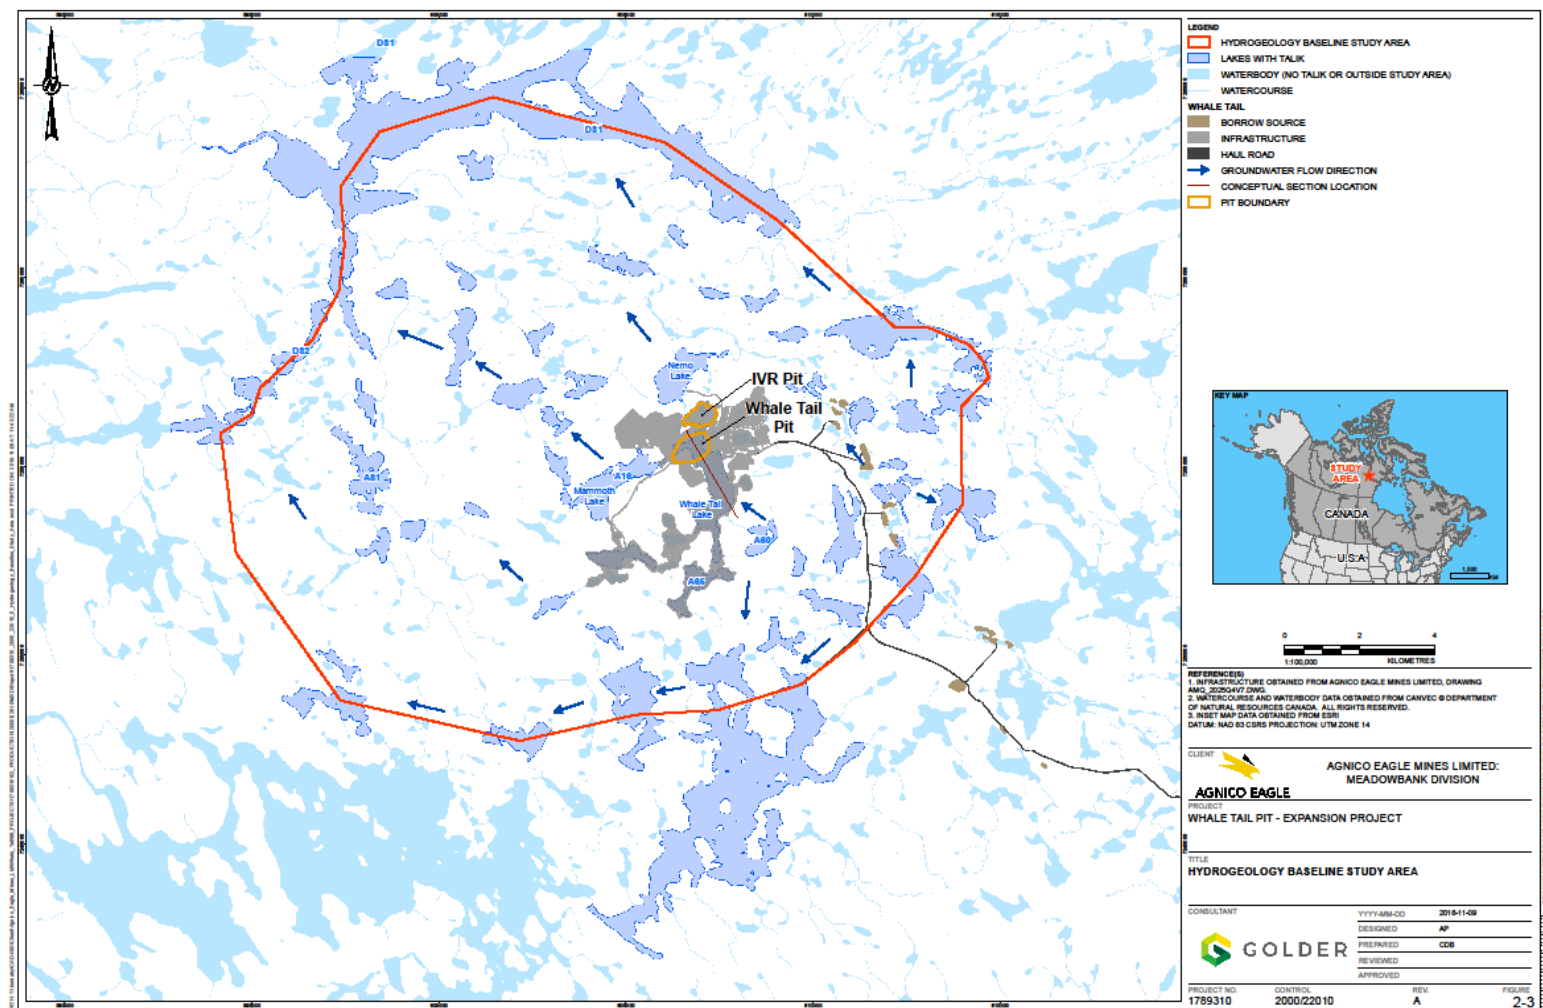 LEGEND
HYDROGEOLOGY BASELINE STUDY AREA
LAKES WITH TALIK
WATERBODY (NO TALIK OR OUTSIDE STUDY AREA)
WATERCOURSE
WHALE TAIL
BORROW SOURCE
INFRASTRUCTURE
HAUL ROAD
GROUNDWATER FLOW DIRECTION
CONCEPTUAL SECTION LOCATION
PIT BOUNDARY
D81
D81
D82
Nemo
Lake
IVR Pit
Whale Tail
Pit
A81
A16
Mammoth
Lake
Whale Tail
Lake
A60
A65
KEY MAP
STUDY
AREA
CANADA
U.S.A
1,000
KM
0 2 4
1:100,000 KILOMETRES
REFERENCE(S)
1. INFRASTRUCTURE OBTAINED FROM AGNICO EAGLE MINES LIMITED, DRAWING
AMQ_2025Q4V7.DWG.
2. WATERCOURSE AND WATERBODY DATA OBTAINED FROM CANVEC © DEPARTMENT
OF NATURAL RESOURCES CANADA. ALL RIGHTS RESERVED.
3. INSET MAP DATA OBTAINED FROM ESRI
DATUM: NAD 83 CSRS PROJECTION: UTM ZONE 14
CLIENT
AGNICO EAGLE
AGNICO EAGLE MINES LIMITED:
MEADOWBANK DIVISION
PROJECT
WHALE TAIL PIT - EXPANSION PROJECT
TITLE
HYDROGEOLOGY BASELINE STUDY AREA
CONSULTANT
GOLDER
YYYY-MM-DD 2018-11-09
DESIGNED AP
PREPARED CDB
REVIEWED
APPROVED
PROJECT NO. CONTROL REV. FIGURE
1789310 2000/22010 A 2-3